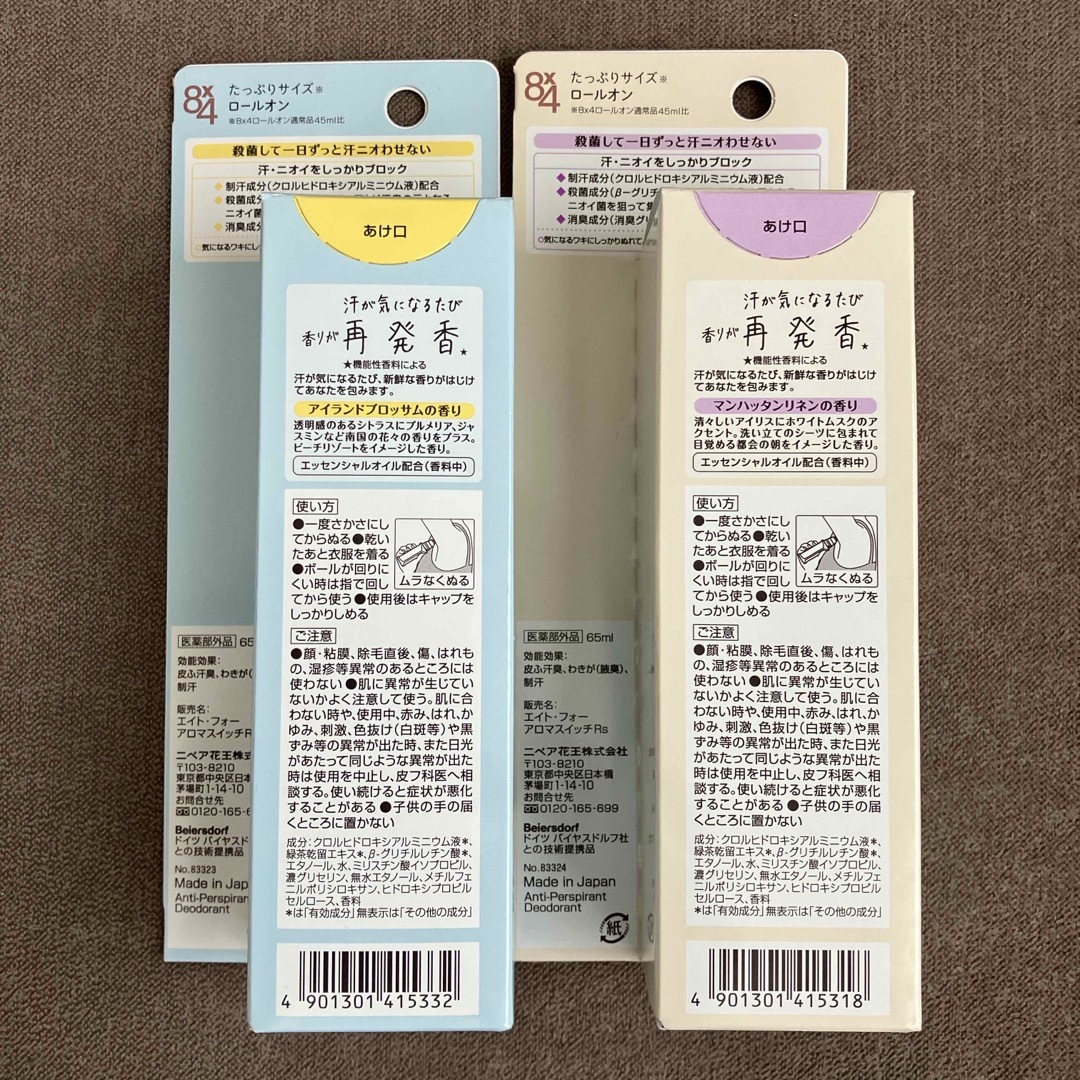 8x4
たっぷりサイズ※
ロールオン
※8x4ロールオン通常品45ml比
殺菌して一日ずっと汗ニオわせない
汗・ニオイをしっかりブロック
◆制汗成分(クロルヒドロキシアルミニウム液)配合
◆殺菌成分
ニオイ菌
◆消臭成分
○気になるワキにしっかり
あけ口
汗が気になるたび
香りが再発香★
★機能性香料による
汗が気になるたび、新鮮な香りがはじけ
てあなたを包みます。
アイランドブロッサムの香り
透明感のあるシトラスにプルメリア、ジャ
スミンなど南国の花々の香りをプラス。
ビーチリゾートをイメージした香り。
エッセンシャルオイル配合(香料中)
使い方
●一度さかさにし
てからぬる●乾い
たあと衣服を着る
●ボールが回りに
くい時は指で回し
てから使う●使用後はキャップを
しっかりしめる
ムラなくぬる
ご注意
●顔・粘膜、除毛直後、傷、はれも
の、湿疹等異常のあるところには
使わない●肌に異常が生じてい
ないかよく注意して使う。肌に合
わない時や、使用中、赤み、はれ、か
ゆみ、刺激、色抜け(白斑等)や黒
ずみ等の異常が出た時、また日光
があたって同じような異常が出た
時は使用を中止し、皮フ科医へ相
談する。使い続けると症状が悪化
することがある●子供の手の届
くところに置かない
成分:クロルヒドロキシアルミニウム液*、
緑茶乾留エキス*、β-グリチルレチン酸*、
エタノール、水、ミリスチン酸イソプロピル、
濃グリセリン、無水エタノール、メチルフェ
ニルポリシロキサン、ヒドロキシプロピル
セルロース、香料
*は「有効成分」無表示は「その他の成分」
4 901301 415332
医薬部外品 65
効能効果:
皮ふ汗臭、わきが
制汗
販売名:
エイト・フォー
アロマスイッチR
ニベア花王株式会社
〒103-8210
東京都中央区日
茅場町1-14-10
お問合せ先
0120-165-6
Beiersdorf
ドイツ バイヤスドル
との技術提携品
No.83323
Made in Japan
Anti-Perspirant
Deodorant
8x4
たっぷりサイズ※
ロールオン
※8x4ロールオン通常品45ml比
殺菌して一日ずっと汗ニオわせない
汗・ニオイをしっかりブロック
◆制汗成分(クロルヒドロキシアルミニウム液)配合
◆殺菌成分(β-グリチ
ニオイ菌を狙って
◆消臭成分(消臭グリ
○気になるワキにしっかりぬれて
あけ口
汗が気になるたび
香りが再発香★
★機能性香料による
汗が気になるたび、新鮮な香りがはじけ
てあなたを包みます。
マンハッタンリネンの香り
清々しいアイリスにホワイトムスクのア
クセント。洗い立てのシーツに包まれて
目覚める都会の朝をイメージした香り。
エッセンシャルオイル配合(香料中)
使い方
●一度さかさにし
てからぬる●乾い
たあと衣服を着る
●ボールが回りに
くい時は指で回し
てから使う●使用後はキャップを
しっかりしめる
ムラなくぬる
ご注意
●顔・粘膜、除毛直後、傷、はれも
の、湿疹等異常のあるところには
使わない●肌に異常が生じてい
ないかよく注意して使う。肌に合
わない時や、使用中、赤み、はれ、か
ゆみ、刺激、色抜け(白斑等)や黒
ずみ等の異常が出た時、また日光
があたって同じような異常が出た
時は使用を中止し、皮フ科医へ相
談する。使い続けると症状が悪化
することがある●子供の手の届
くところに置かない
成分:クロルヒドロキシアルミニウム液*、
緑茶乾留エキス*、β-グリチルレチン酸*、
エタノール、水、ミリスチン酸イソプロピル、
濃グリセリン、無水エタノール、メチルフェ
ニルポリシロキサン、ヒドロキシプロピル
セルロース、香料
*は「有効成分」無表示は「その他の成分」
4 901301 415318
医薬部外品 65ml
効能効果:
皮ふ汗臭、わきが(腋臭)、
制汗
販売名:
エイト・フォー
アロマスイッチRs
ニベア花王株式会社
〒103-8210
東京都中央区日本橋
茅場町1-14-10
お問合せ先
0120-165-699
Beiersdorf
ドイツ バイヤスドルフ社
との技術提携品
No.83324
Made in Japan
Anti-Perspirant
Deodorant
紙